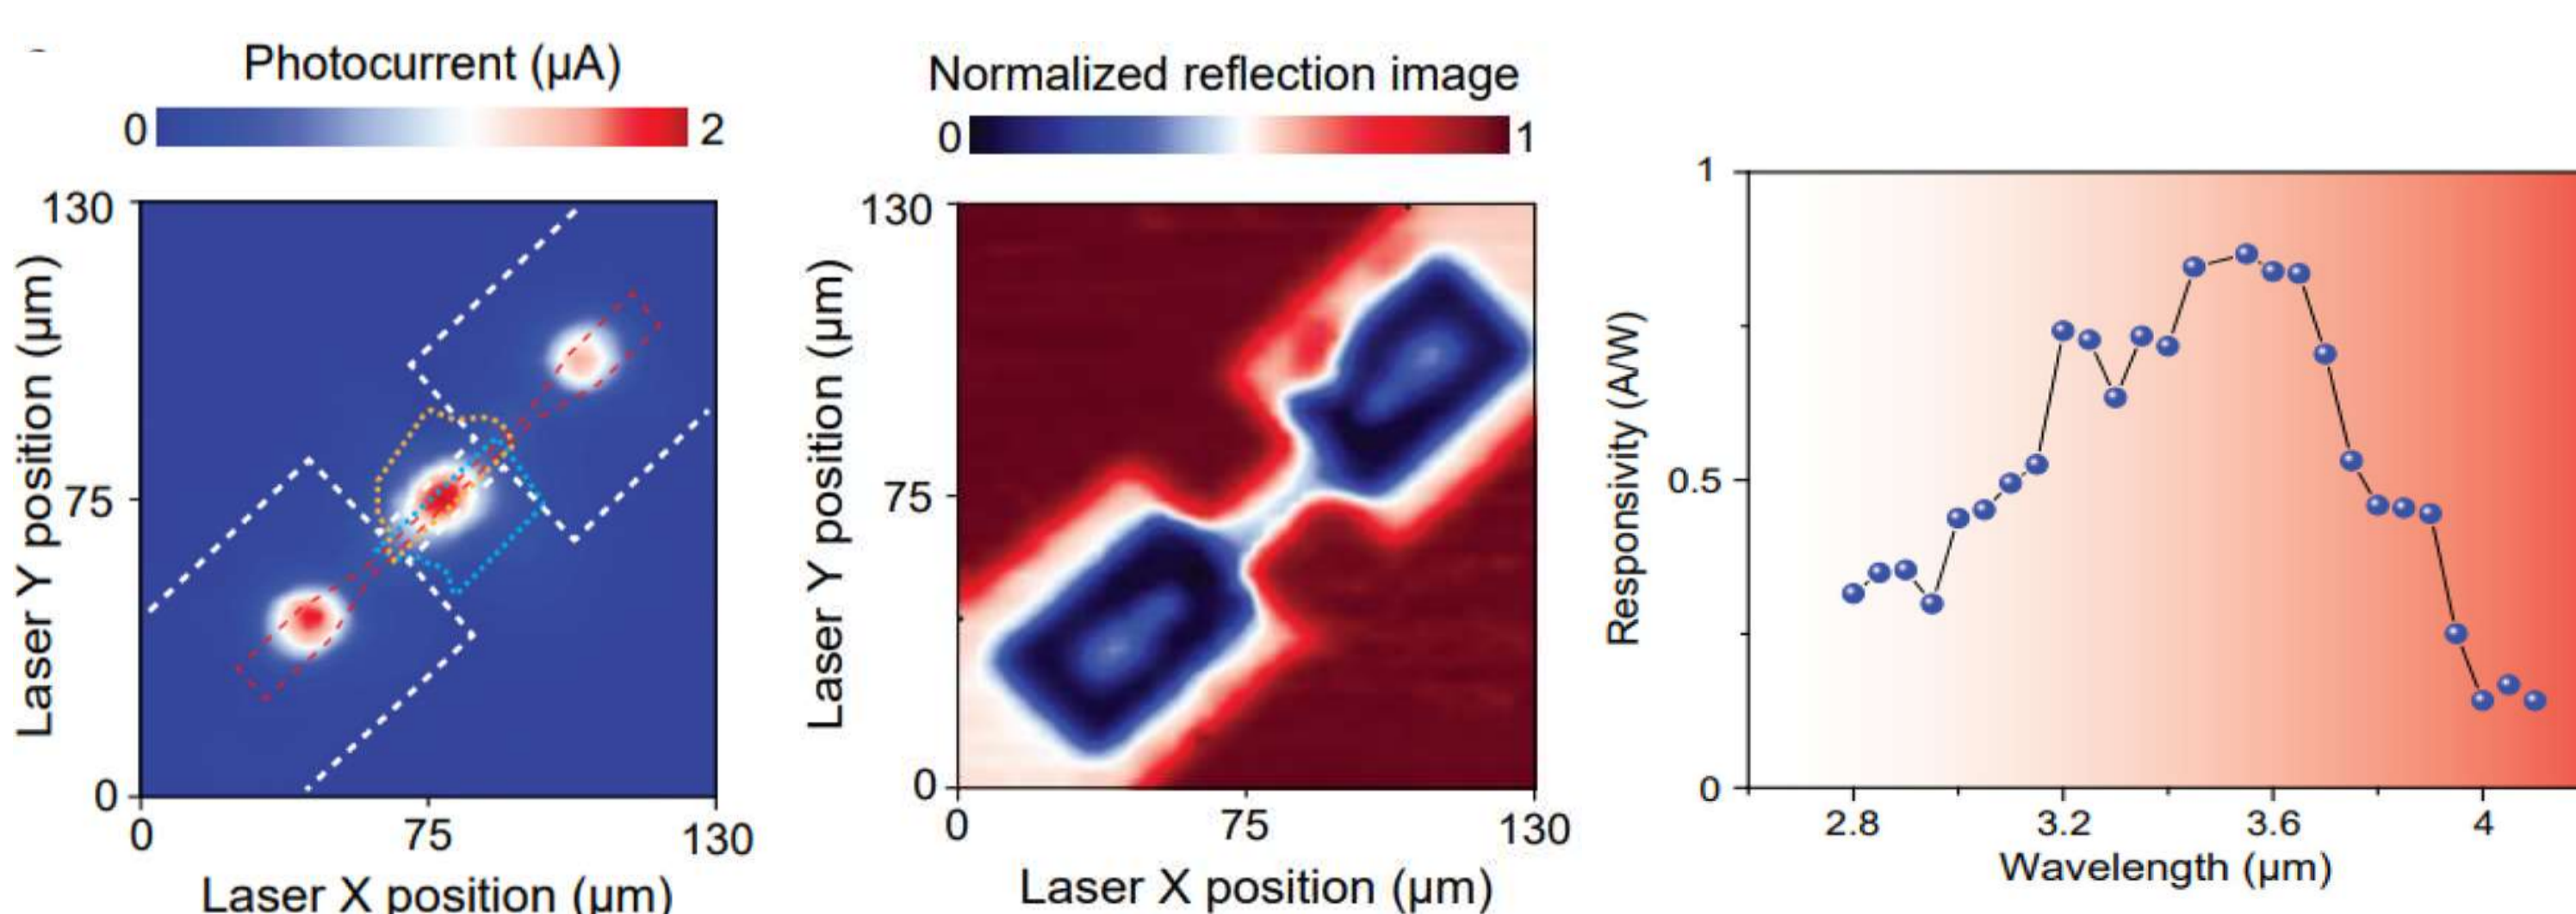 Photocurrent (µA)
0 2
130
75
0
0 75 130
Laser Y position (µm)
Laser X position (µm)
Normalized reflection image
0 1
130
75
0
0 75 130
Laser Y position (µm)
Laser X position (µm)
1
0.5
0
2.8 3.2 3.6 4
Responsivity (A/W)
Wavelength (µm)